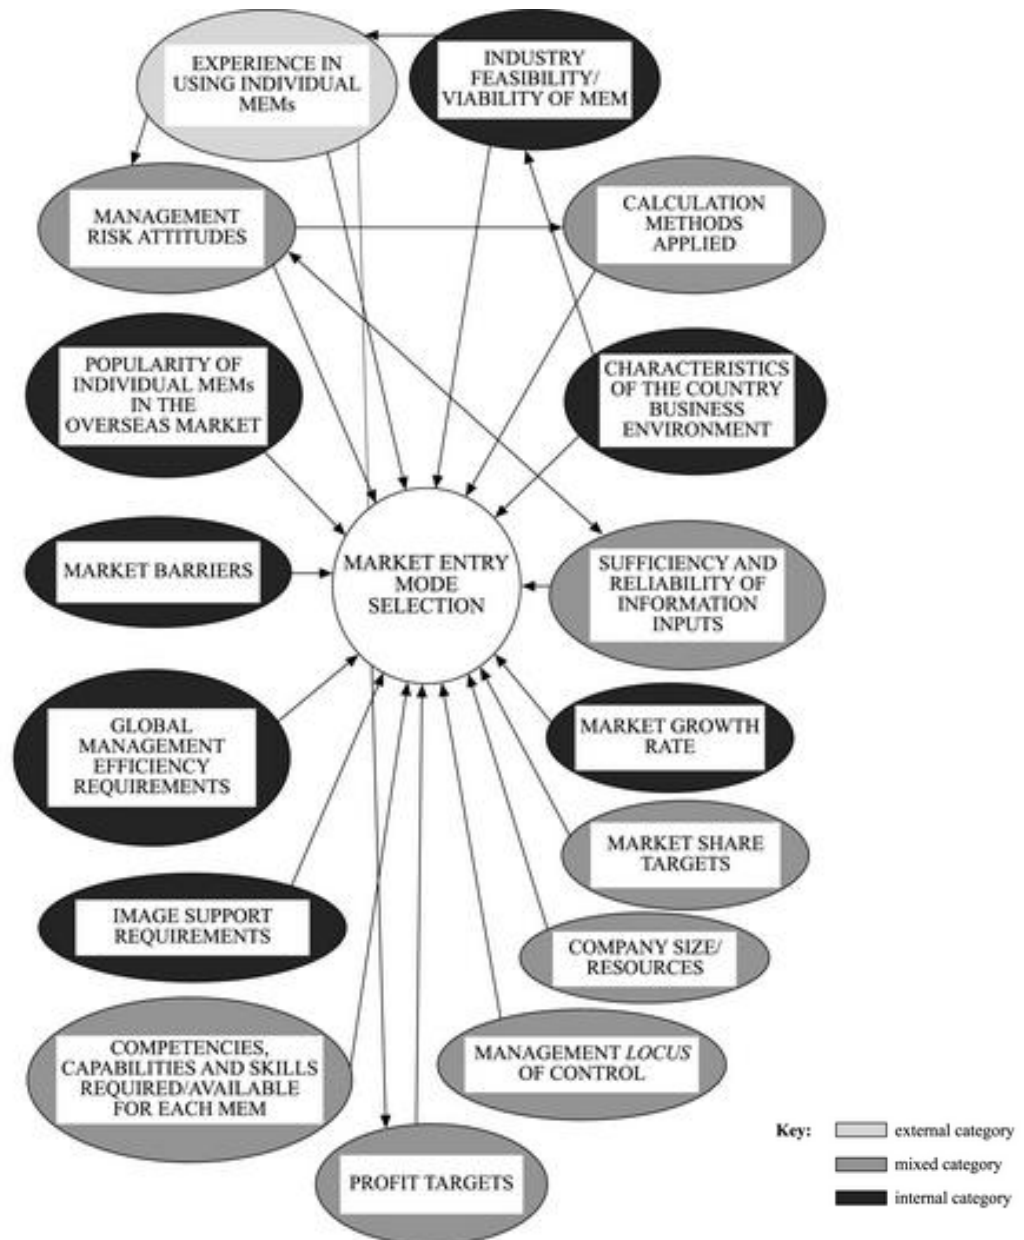 EXPERIENCE IN
USING INDIVIDUAL
MEMs
INDUSTRY
FEASIBILITY/
VIABILITY OF MEM
MANAGEMENT
RISK ATTITUDES
CALCULATION
METHODS
APPLIED
POPULARITY OF
INDIVIDUAL MEMs
IN THE
OVERSEAS MARKET
CHARACTERISTICS
OF THE COUNTRY
BUSINESS
ENVIRONMENT
MARKET BARRIERS
MARKET ENTRY
MODE
SELECTION
SUFFICIENCY AND
RELIABILITY OF
INFORMATION
INPUTS
GLOBAL
MANAGEMENT
EFFICIENCY
REQUIREMENTS
MARKET GROWTH
RATE
MARKET SHARE
TARGETS
IMAGE SUPPORT
REQUIREMENTS
COMPANY SIZE/
RESOURCES
COMPETENCIES,
CAPABILITIES AND SKILLS
REQUIRED/AVAILABLE
FOR EACH MEM
MANAGEMENT LOCUS
OF CONTROL
PROFIT TARGETS
Key:
external category
mixed category
internal category